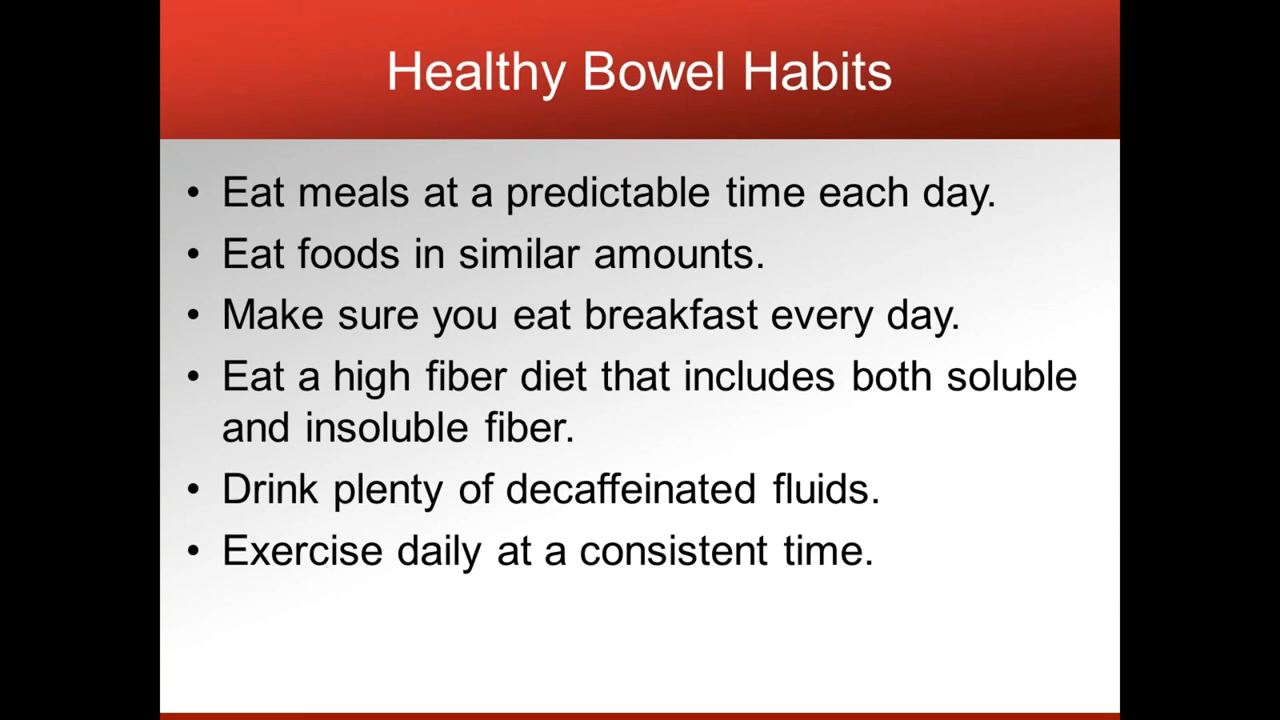 Healthy Bowel Habits
• Eat meals at a predictable time each day.
• Eat foods in similar amounts.
• Make sure you eat breakfast every day.
• Eat a high fiber diet that includes both soluble
and insoluble fiber.
• Drink plenty of decaffeinated fluids.
• Exercise daily at a consistent time.